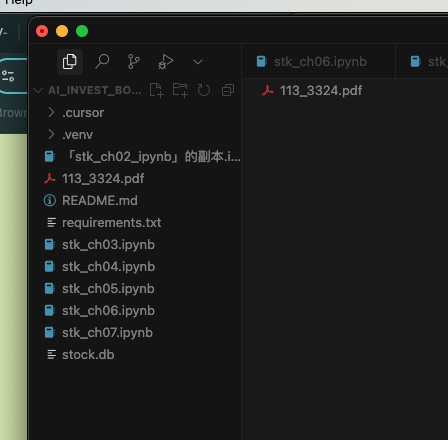 Help
stk_ch06.ipynb
stk
AI_INVEST_BO...
113_3324.pdf
.cursor
.venv
「stk_ch02_ipynb」的副本.i...
113_3324.pdf
README.md
requirements.txt
stk_ch03.ipynb
stk_ch04.ipynb
stk_ch05.ipynb
stk_ch06.ipynb
stk_ch07.ipynb
stock.db